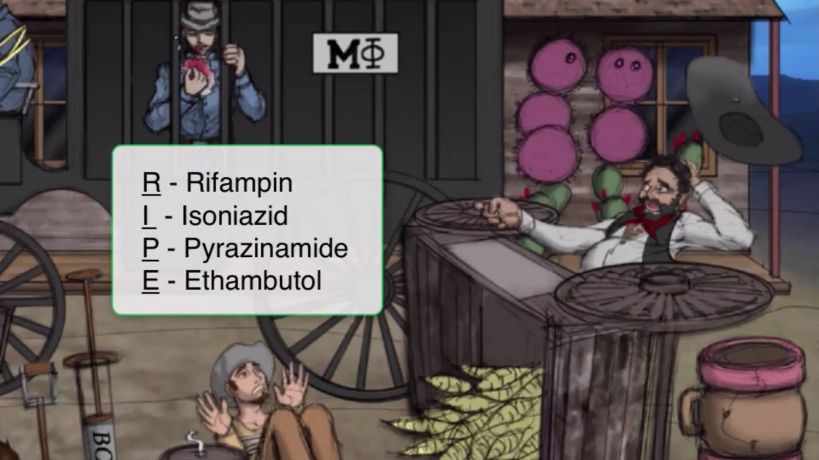 MΦ
R - Rifampin
I - Isoniazid
P - Pyrazinamide
E - Ethambutol
BC